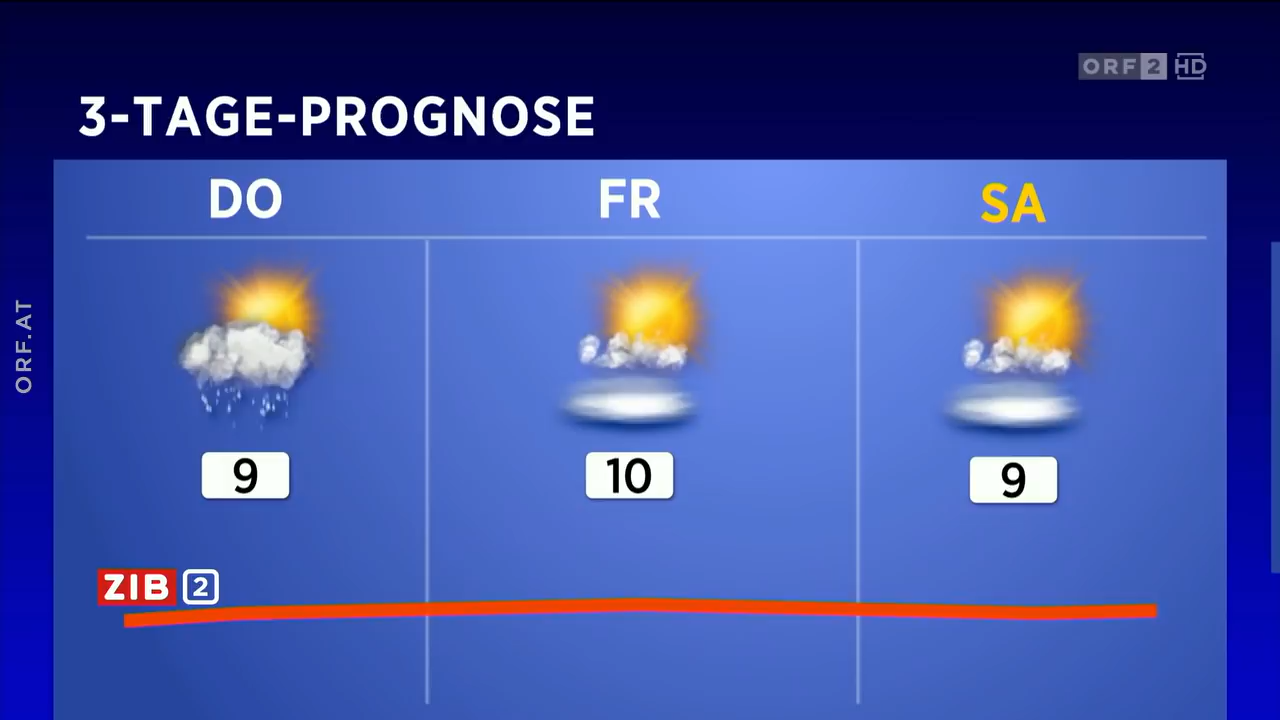 ORF 2 HD
3-TAGE-PROGNOSE
DO FR SA
ORF.AT
9 10 9
ZIB 2